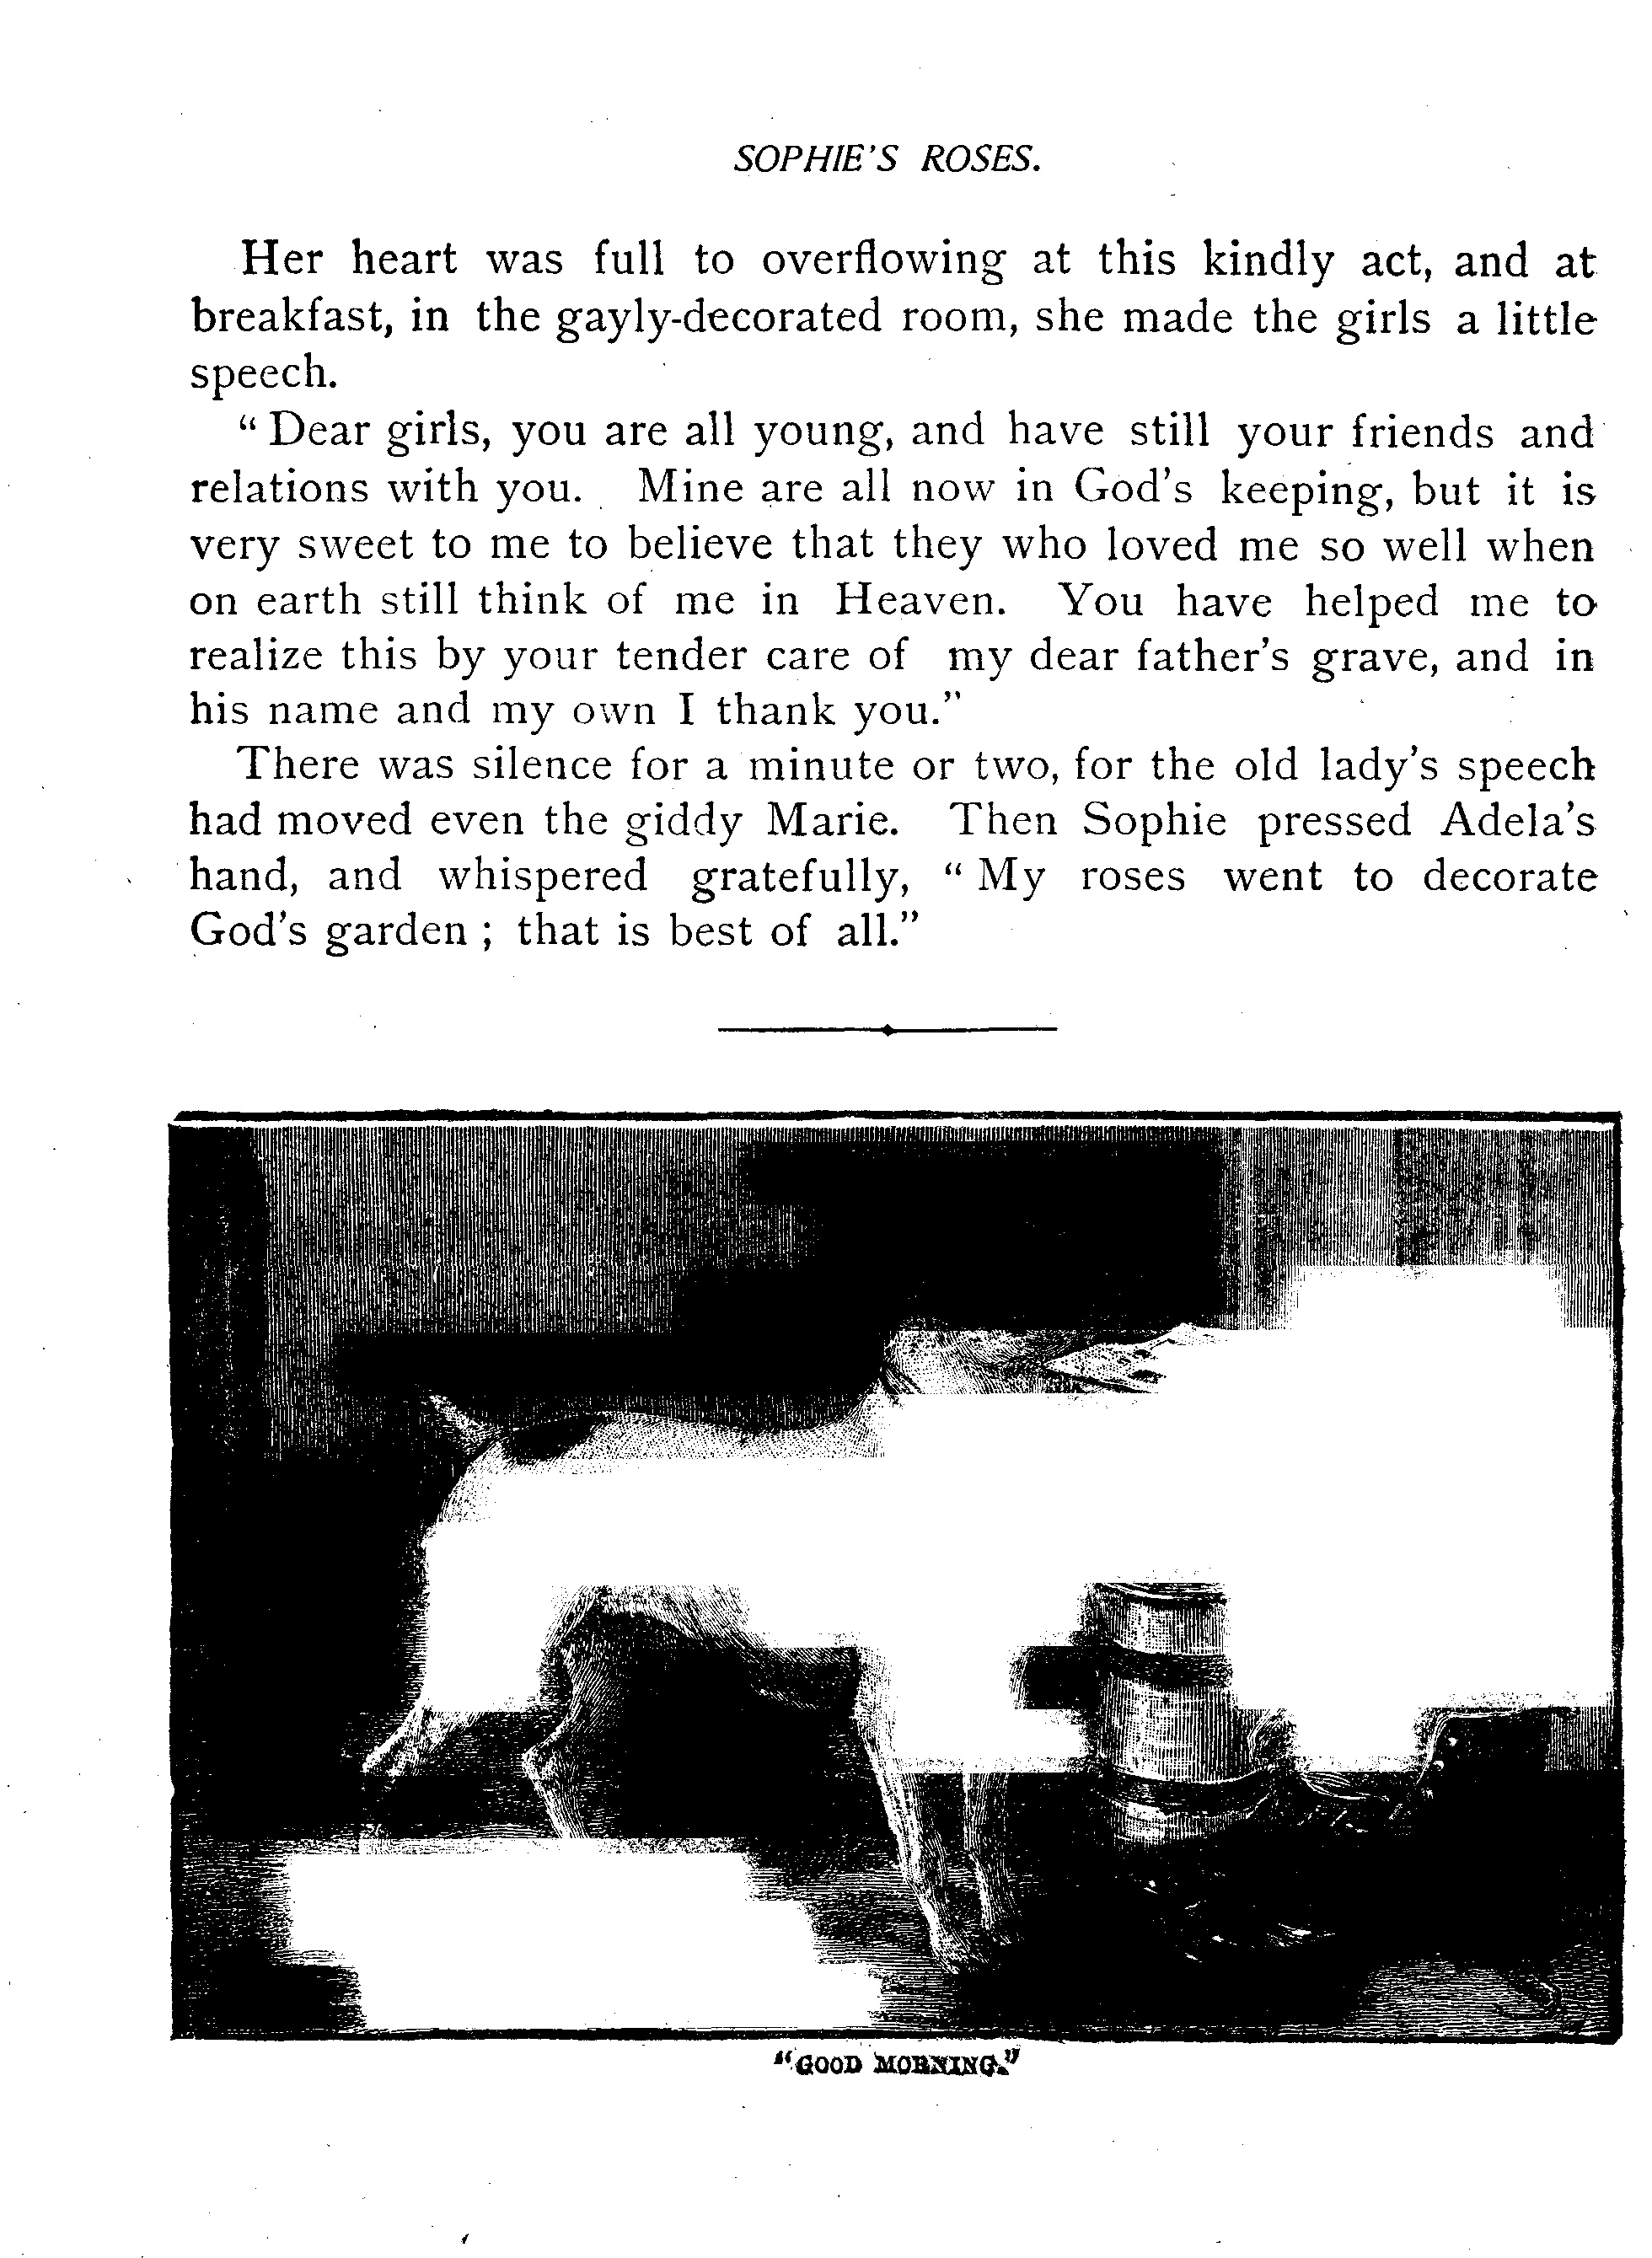 SOPHIE'S ROSES.
Her heart was full to overflowing at this kindly act, and at
breakfast, in the gayly-decorated room, she made the girls a little
speech.
“Dear girls, you are all young, and have still your friends and
relations with you. Mine are all now in God's keeping, but it is
very sweet to me to believe that they who loved me so well when
on earth still think of me in Heaven. You have helped me to
realize this by your tender care of my dear father's grave, and in
his name and my own I thank you.”
There was silence for a minute or two, for the old lady's speech
had moved even the giddy Marie. Then Sophie pressed Adela's
hand, and whispered gratefully, “My roses went to decorate
God's garden; that is best of all.”
“GOOD MORNING.”